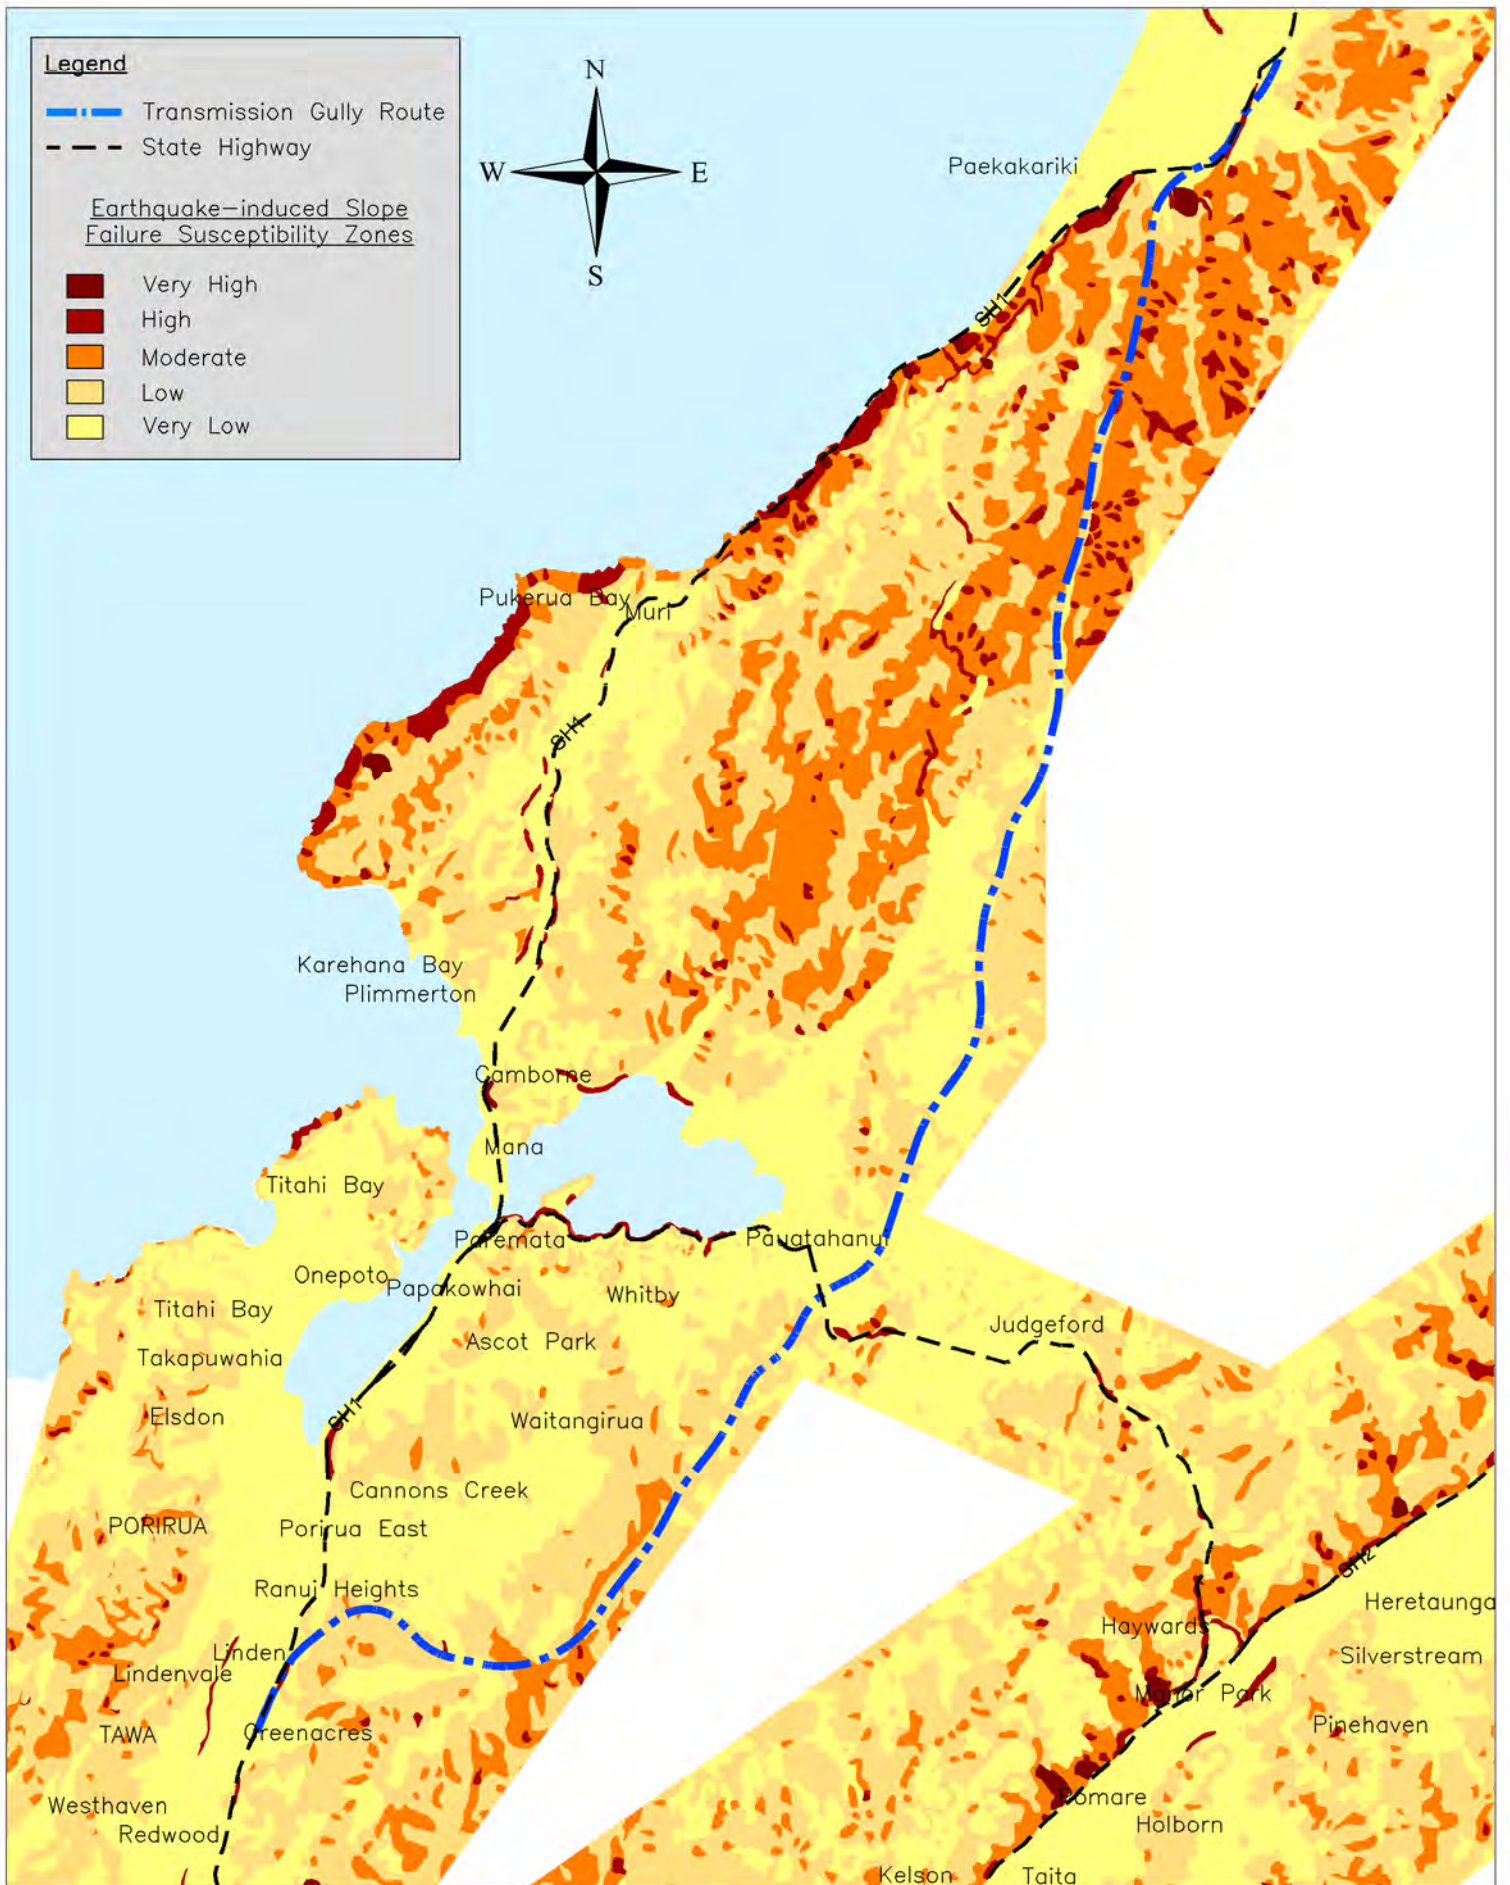 Legend
Transmission Gully Route
State Highway
Earthquake-induced Slope
Failure Susceptibility Zones
Very High
High
Moderate
Low
Very Low
N
W
E
S
Paekakariki
SH1
Pukerua Bay
Muri
SH1
Karehana Bay
Plimmerton
Camborne
Mana
Titahi Bay
Paremata
Pauatahanui
Onepoto
Papakowhai
Whitby
Titahi Bay
Judgeford
Ascot Park
Takapuwahia
SH1
Elsdon
Waitangirua
Cannons Creek
PORIRUA
Porirua East
SH2
Ranui Heights
Heretaunga
Haywards
Linden
Silverstream
Lindenvale
Manor Park
TAWA
Greenacres
Pinehaven
Pomare
Westhaven
Holborn
Redwood
Kelson
Taita